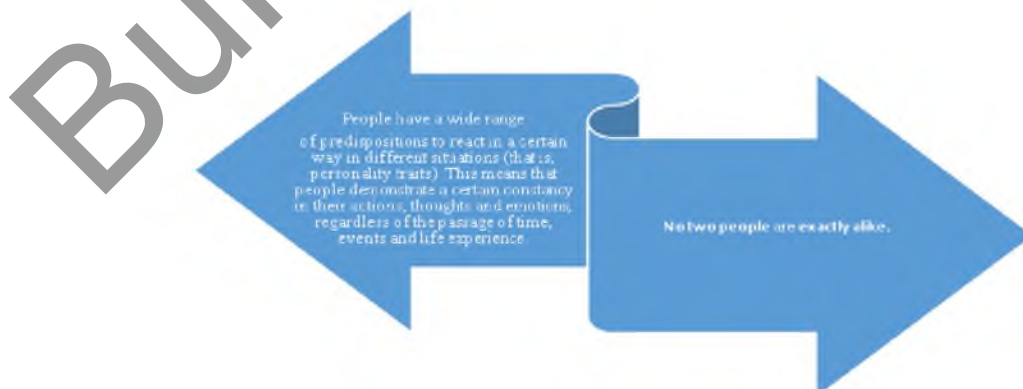 Bu
People have a wide range
of predispositions to react in a certain
way in different situations (that is,
personality traits) This means that
people demonstrate a certain constancy
in their actions, thoughts and emotions,
regardless of the passage of time,
events and life experience
No two people are exactly alike.